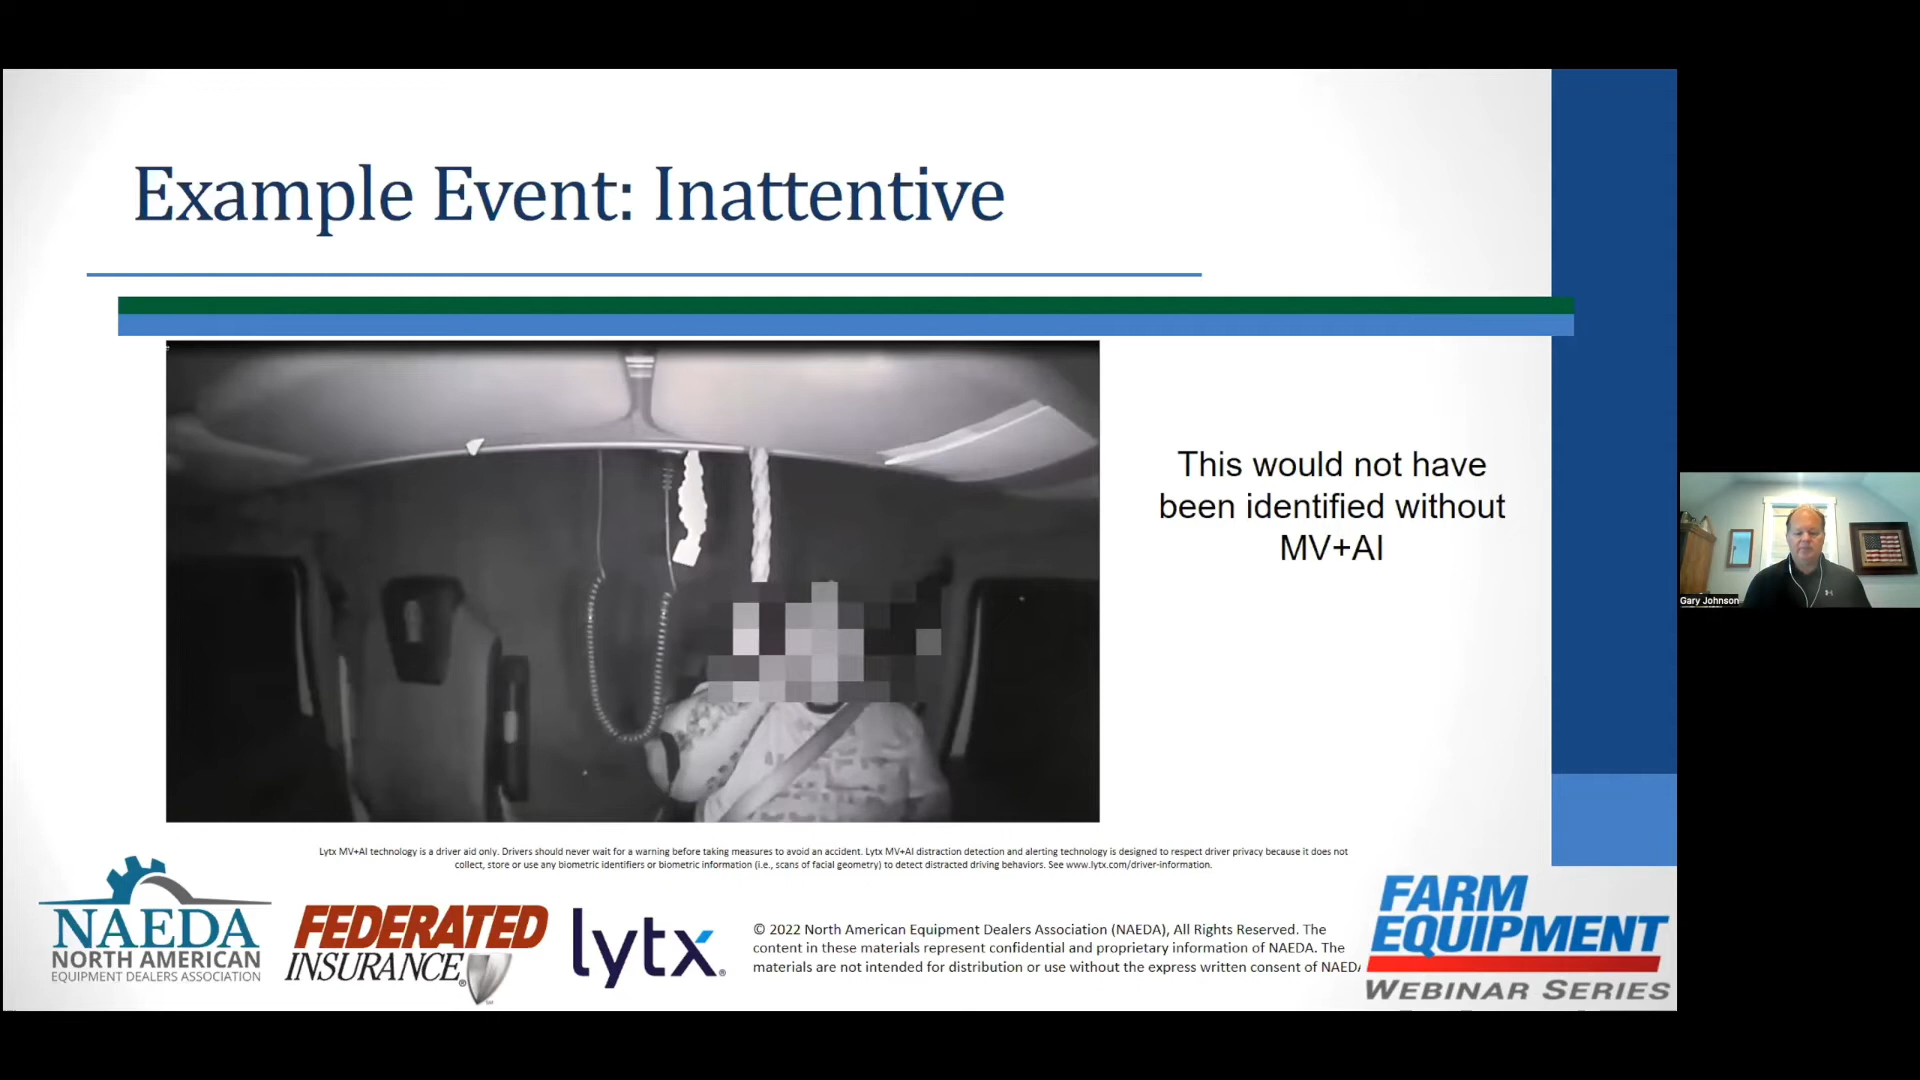 Example Event: Inattentive
This would not have
been identified without
MV+AI
Gary Johnson
Lytx MV+AI technology is a driver aid only. Drivers should never wait for a warning before taking measures to avoid an accident. Lytx MV+AI distraction detection and alerting technology is designed to respect driver privacy because it does not
collect, store or use any biometric identifiers or biometric information (i.e., scans of facial geometry) to detect distracted driving behaviors. See www.lytx.com/driver-information.
NAEDA
NORTH AMERICAN
EQUIPMENT DEALERS ASSOCIATION
FEDERATED
INSURANCE®
lytx®
© 2022 North American Equipment Dealers Association (NAEDA), All Rights Reserved. The
content in these materials represent confidential and proprietary information of NAEDA. The
materials are not intended for distribution or use without the express written consent of NAEDA
FARM
EQUIPMENT
WEBINAR SERIES